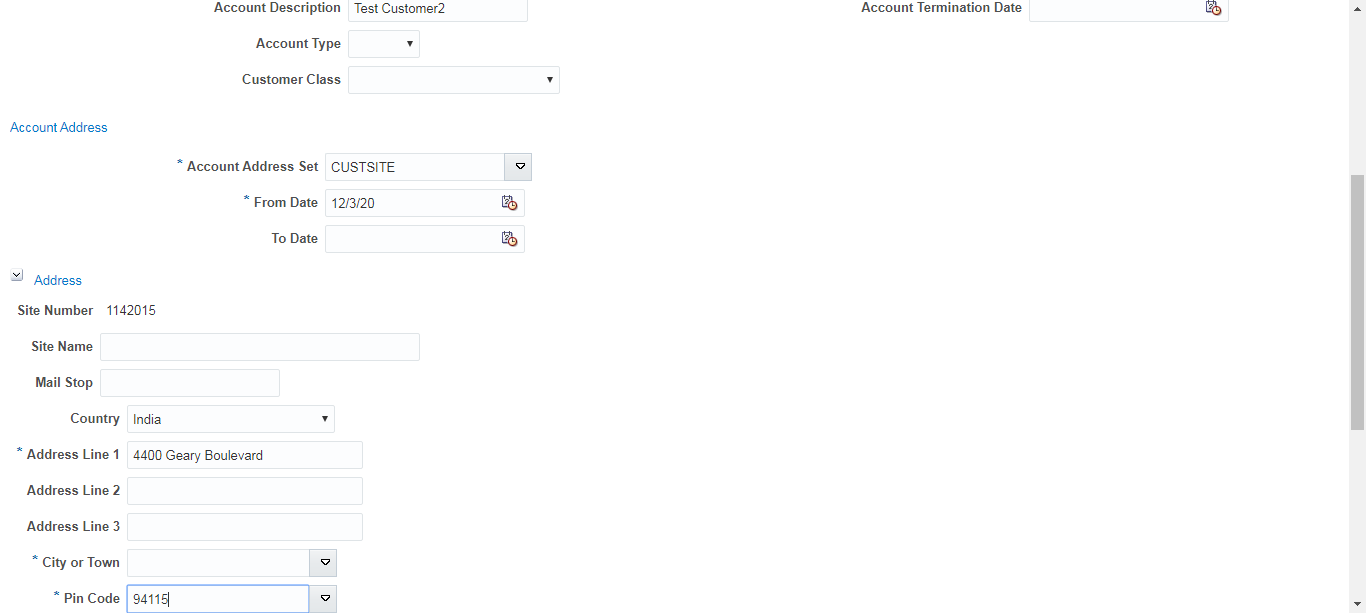 Account Description Test Customer2 Account Termination Date
Account Type
Customer Class
Account Address
* Account Address Set CUSTSITE
* From Date 12/3/20
To Date
Address
Site Number 1142015
Site Name
Mail Stop
Country India
* Address Line 1 4400 Geary Boulevard
Address Line 2
Address Line 3
* City or Town
* Pin Code 94115